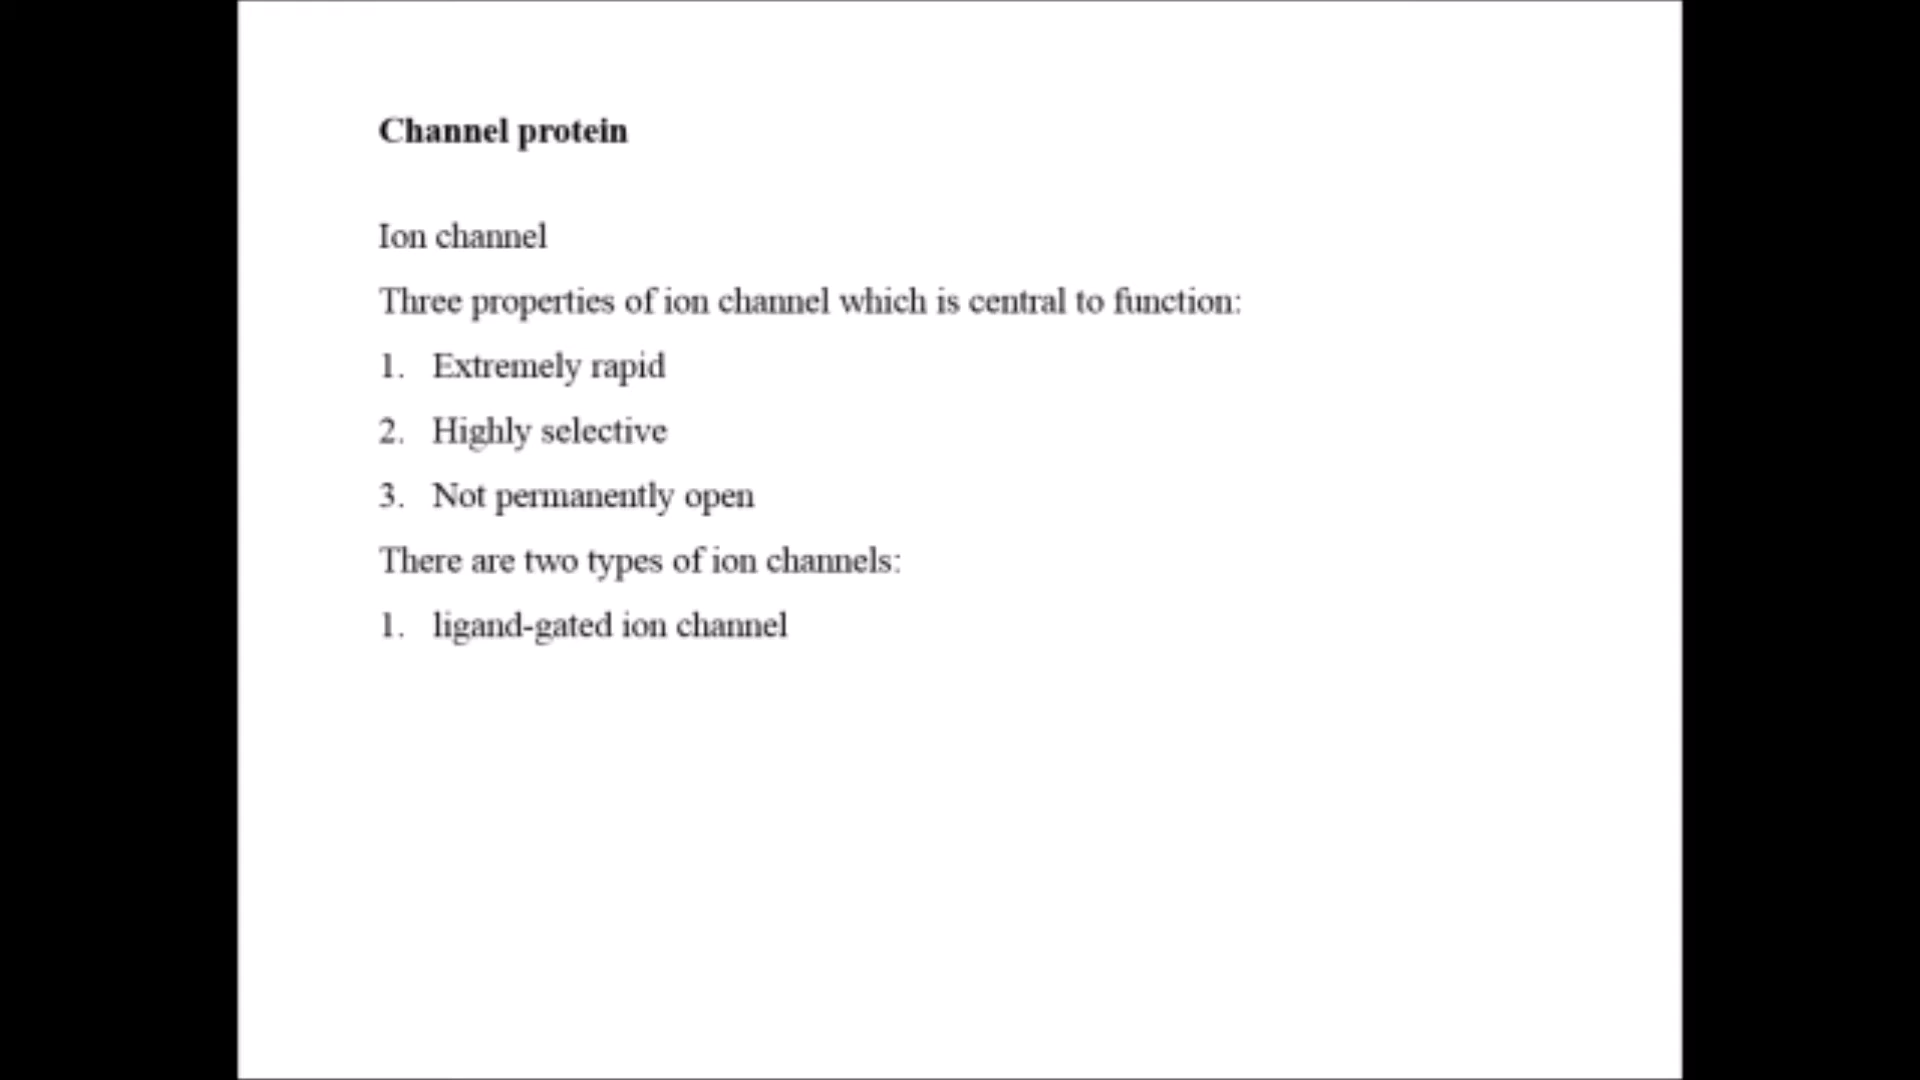 Channel protein
Ion channel
Three properties of ion channel which is central to function:
1. Extremely rapid
2. Highly selective
3. Not permanently open
There are two types of ion channels:
1. ligand-gated ion channel